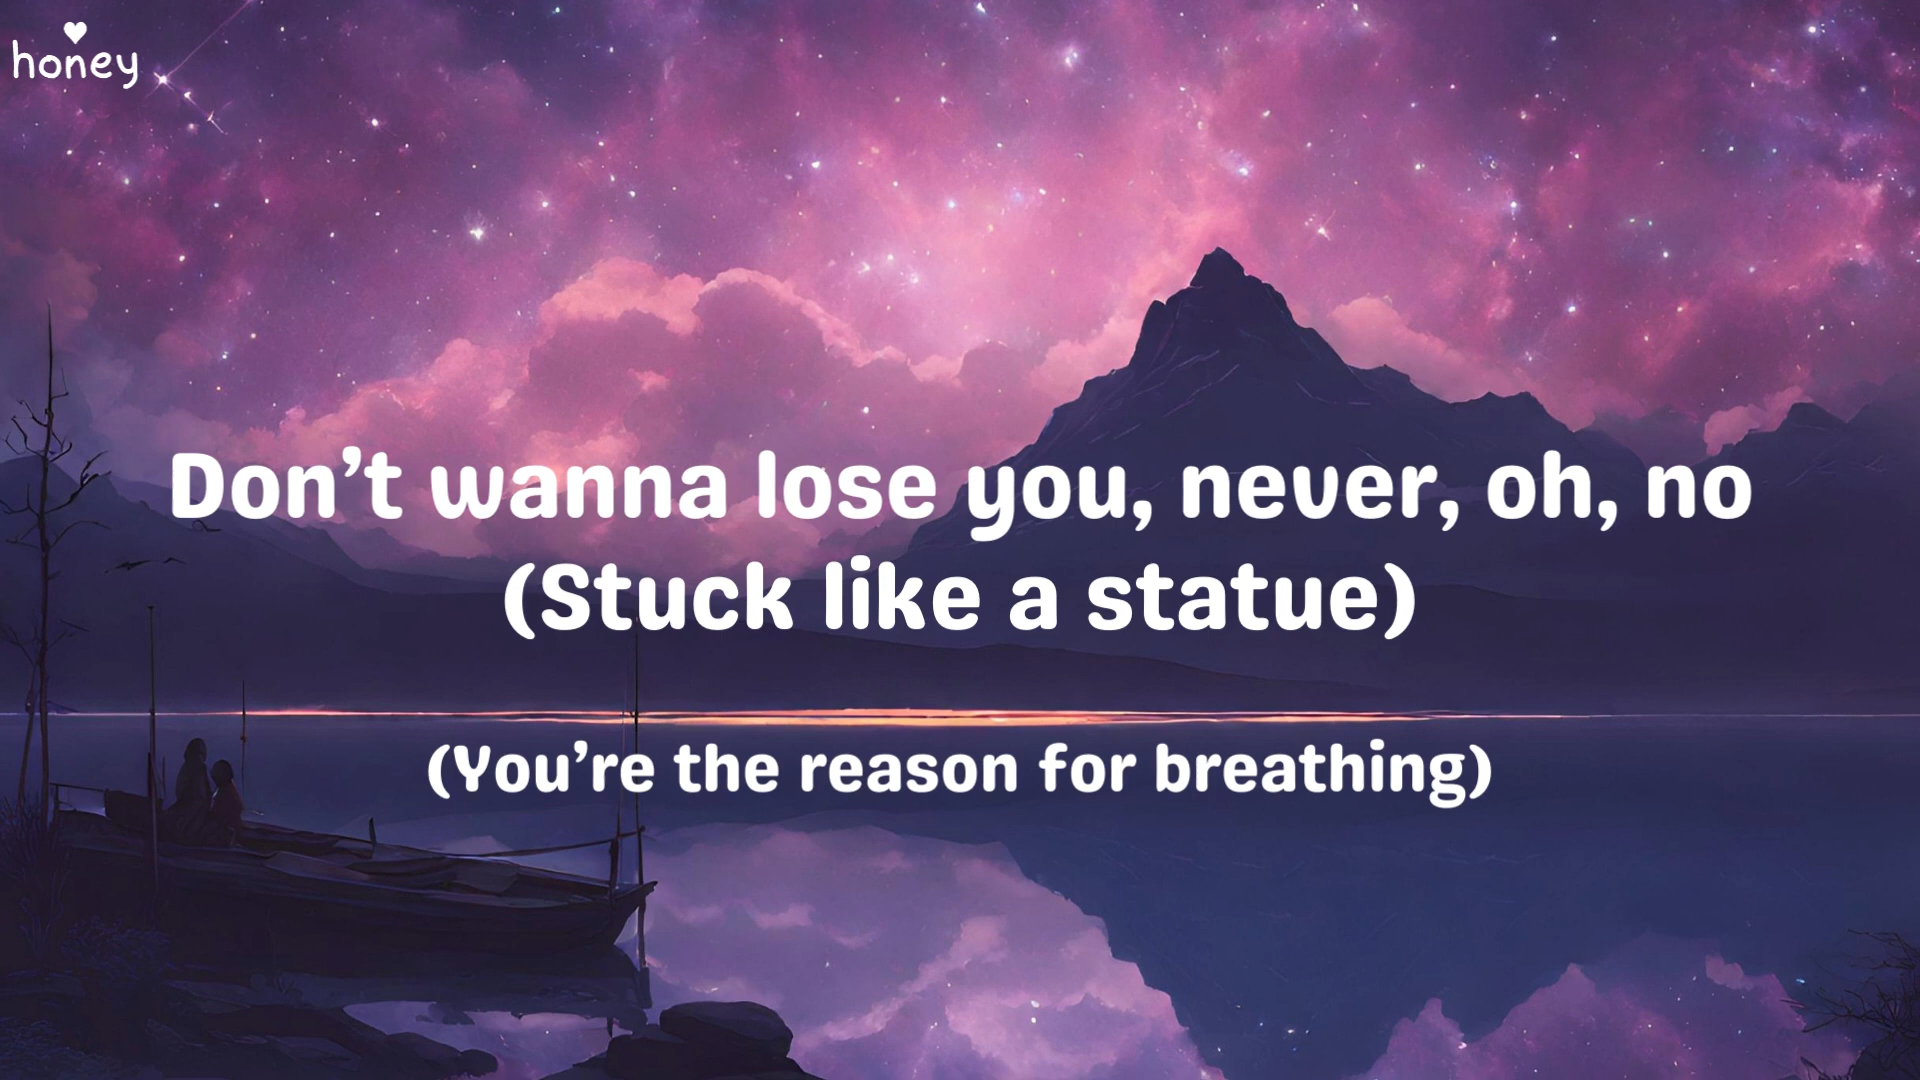 honey
Don’t wanna lose you, never, oh, no
(Stuck like a statue)
(You’re the reason for breathing)